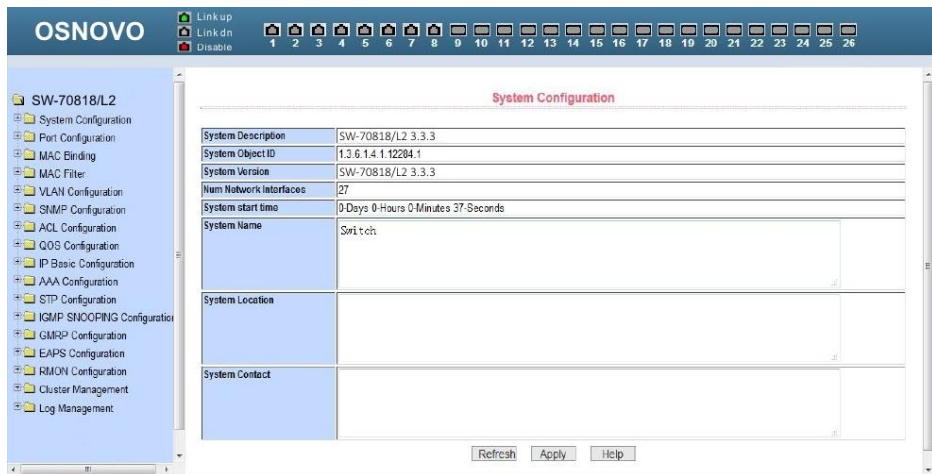 OSNOVO
Link up
Link dn
Disable
1 2 3 4 5 6 7 8 9 10 11 12 13 14 15 16 17 18 19 20 21 22 23 24 25 26
SW-70818/L2
System Configuration
Port Configuration
MAC Binding
MAC Filter
VLAN Configuration
SNMP Configuration
ACL Configuration
QOS Configuration
IP Basic Configuration
AAA Configuration
STP Configuration
IGMP SNOOPING Configuration
GMRP Configuration
EAPS Configuration
RMON Configuration
Cluster Management
Log Management
System Configuration
System Description SW-70818/L2 3.3.3
System Object ID 1.3.6.1.4.1.12284.1
System Version SW-70818/L2 3.3.3
Num Network Interfaces 27
System start time 0-Days 0-Hours 0-Minutes 37-Seconds
System Name Switch
System Location
System Contact
Refresh Apply Help